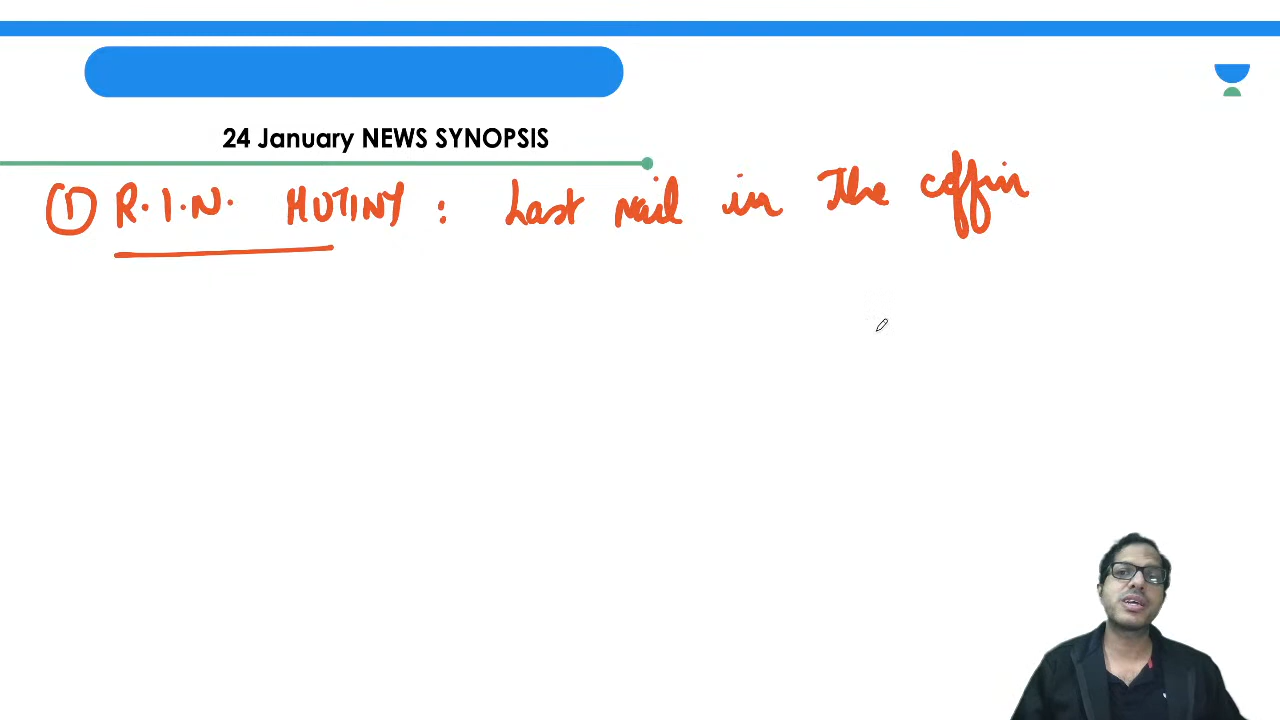 24 January NEWS SYNOPSIS
① R.I.N. MUTINY : Last nail in The coffin